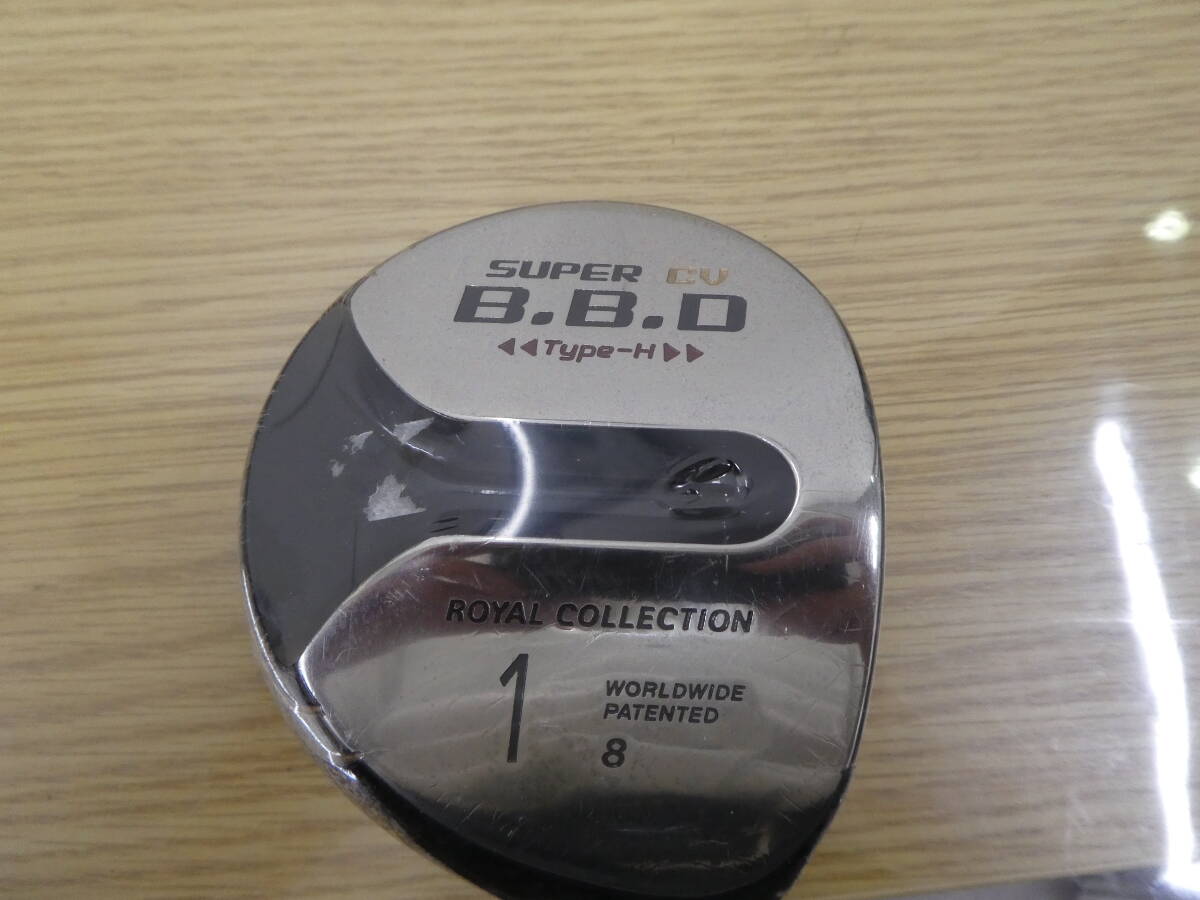 SUPER CV
B.B.D
Type-H
ROYAL COLLECTION
1
WORLDWIDE
PATENTED
8